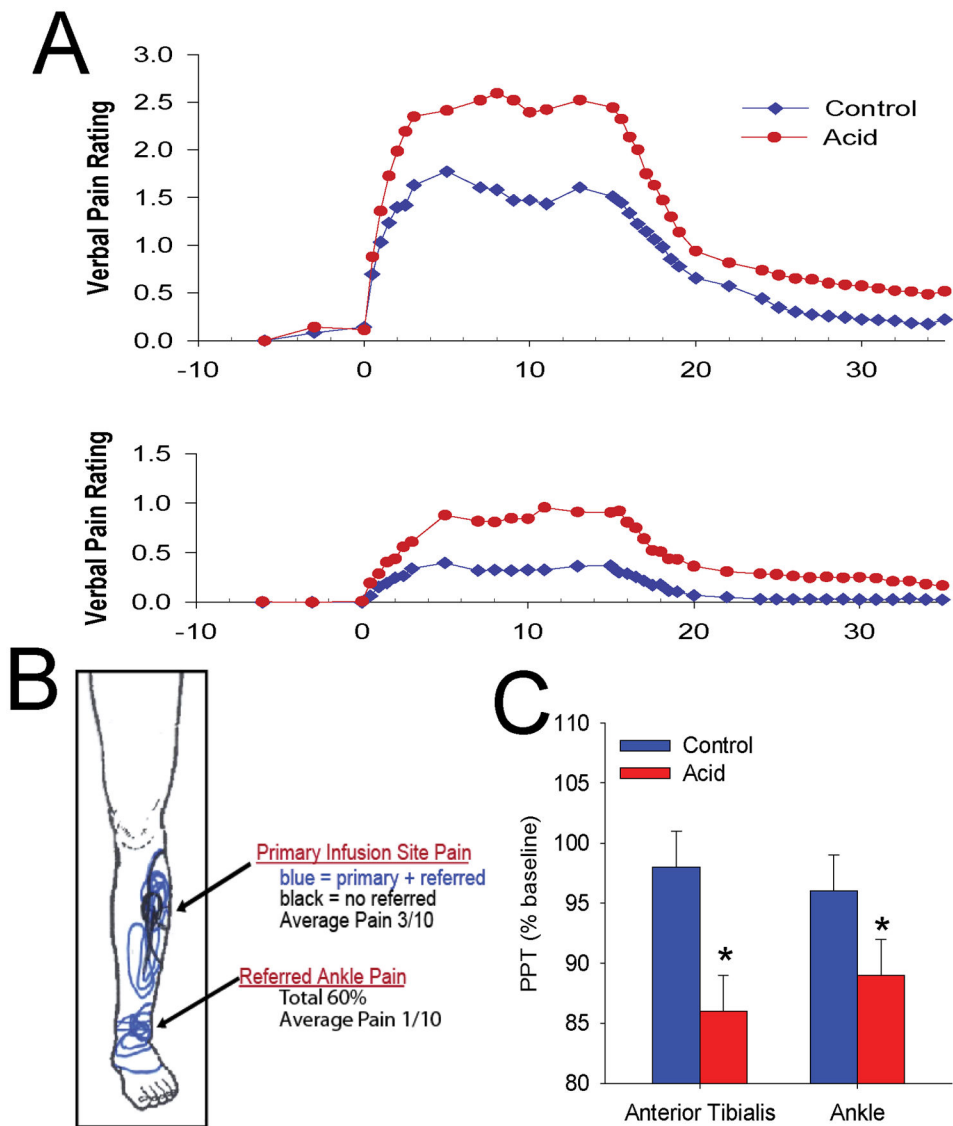 A
Verbal Pain Rating
3.0
2.5
2.0
1.5
1.0
0.5
0.0
-10 0 10 20 30
Control
Acid
Verbal Pain Rating
1.5
1.0
0.5
0.0
-10 0 10 20 30
B
Primary Infusion Site Pain
blue = primary + referred
black = no referred
Average Pain 3/10
Referred Ankle Pain
Total 60%
Average Pain 1/10
C
PPT (% baseline)
110
105
100
95
90
85
80
Control
Acid
*
*
Anterior Tibialis Ankle